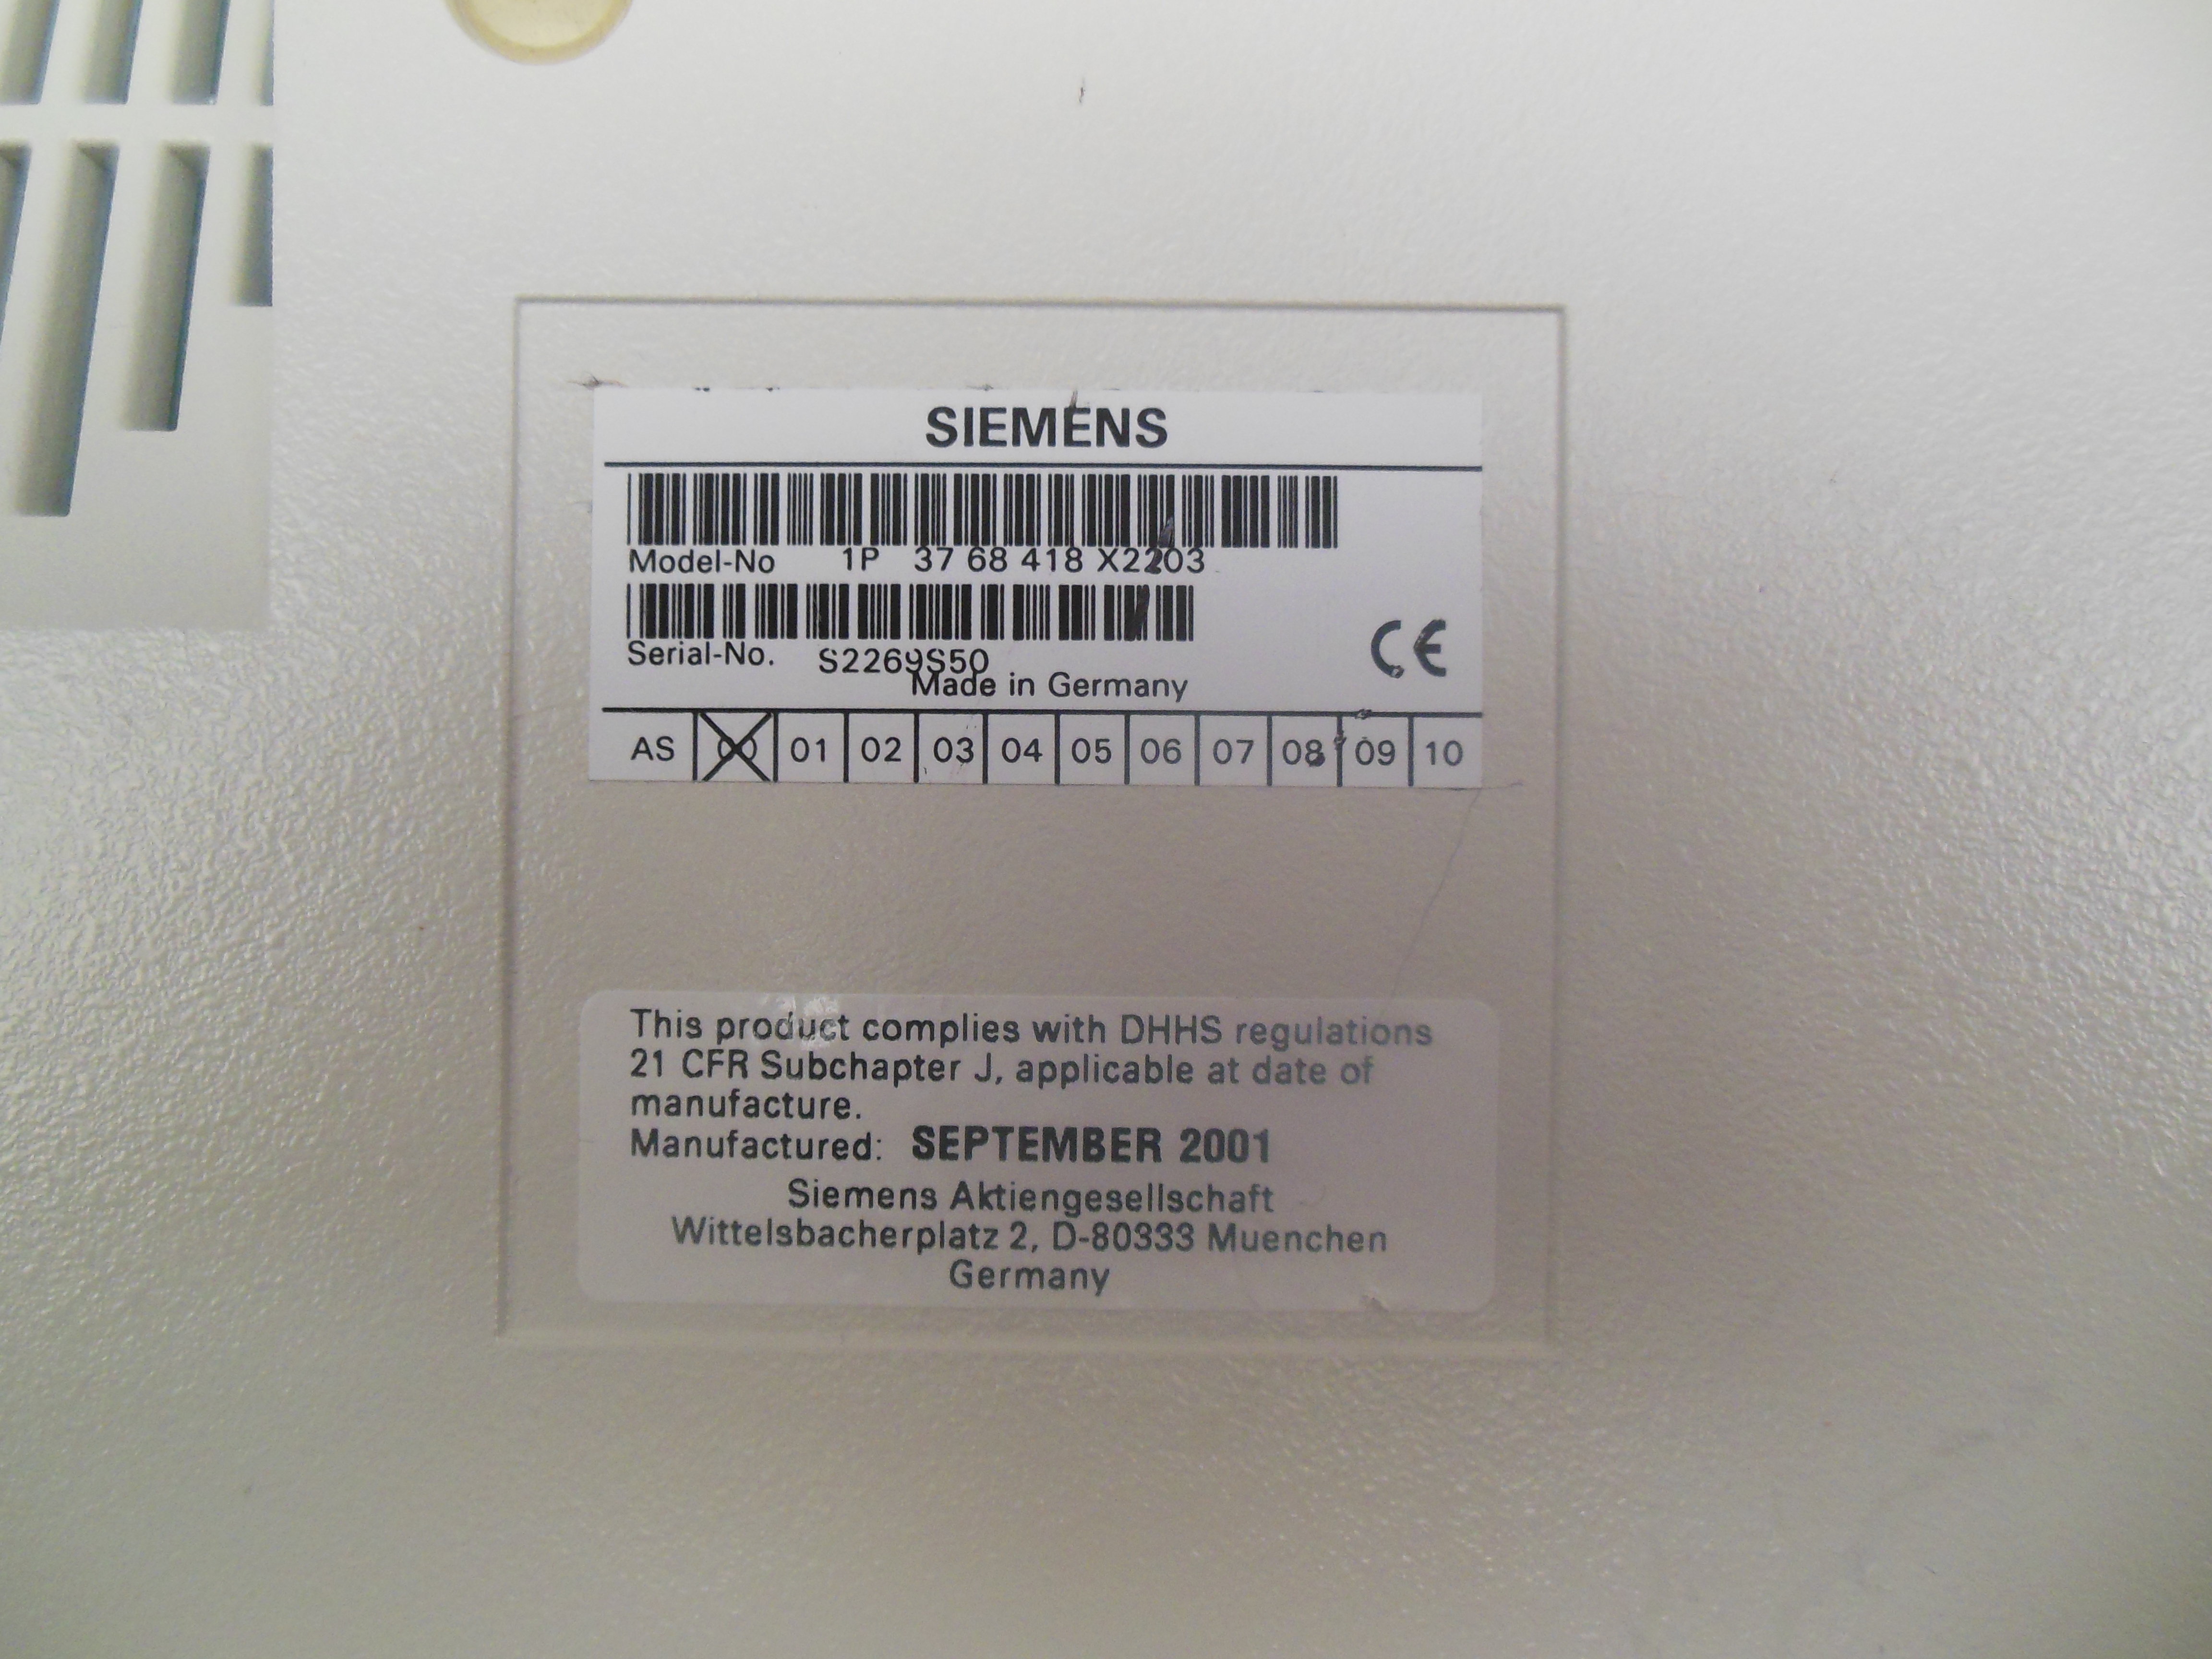 SIEMENS
Model-No 1P 37 68 418 X2203
Serial-No. S2269S50
Made in Germany
CE
AS 00 01 02 03 04 05 06 07 08 09 10
This product complies with DHHS regulations
21 CFR Subchapter J, applicable at date of
manufacture.
Manufactured: SEPTEMBER 2001
Siemens Aktiengesellschaft
Wittelsbacherplatz 2, D-80333 Muenchen
Germany